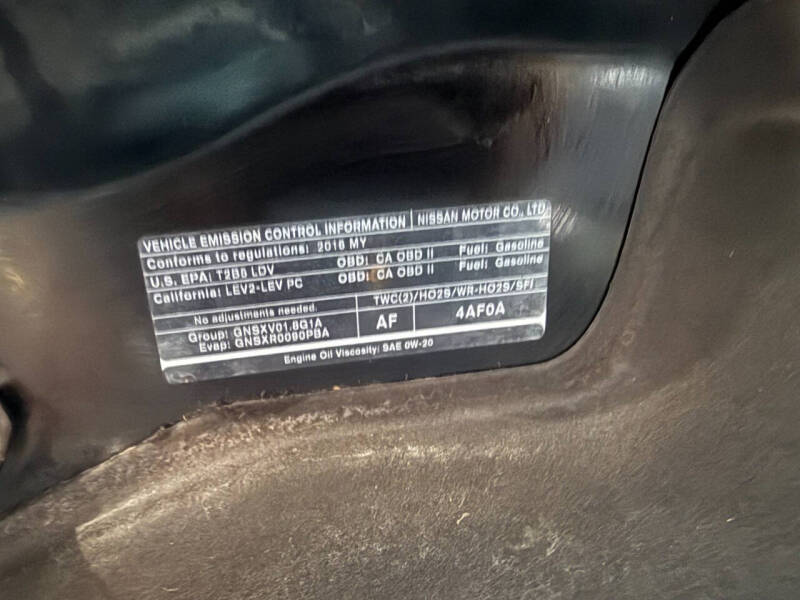 VEHICLE EMISSION CONTROL INFORMATION NISSAN MOTOR CO., LTD
Conforms to regulations: 2016 MY
U.S. EPA: T2B5 LDV OBD: CA OBD II Fuel: Gasoline
California: LEV2-LEV PC OBD: CA OBD II Fuel: Gasoline
No adjustments needed. TWC(2)/HO2S/WR-HO2S/SFI
Group: GNSXV01.8G1A AF 4AF0A
Evap: GNSXR0090PBA
Engine Oil Viscosity: SAE 0W-20